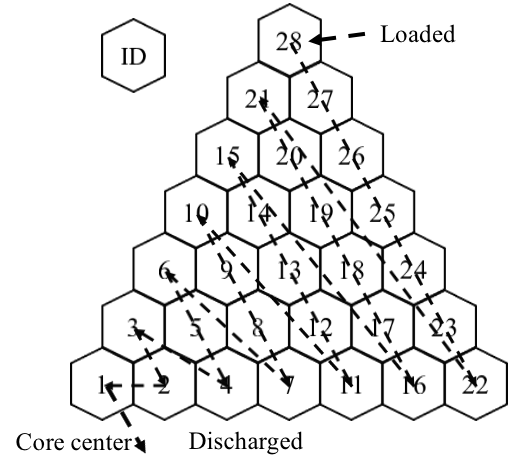 28 Loaded
ID
21 27
15 20 26
10 14 19 25
6 9 13 18 24
3 5 8 12 17 23
1 2 4 7 11 16 22
Core center Discharged